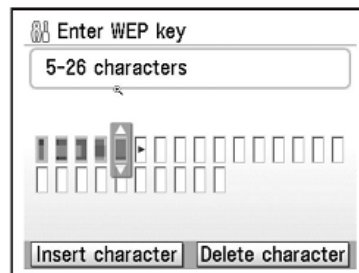 Enter WEP key
5-26 characters
Insert character
Delete character